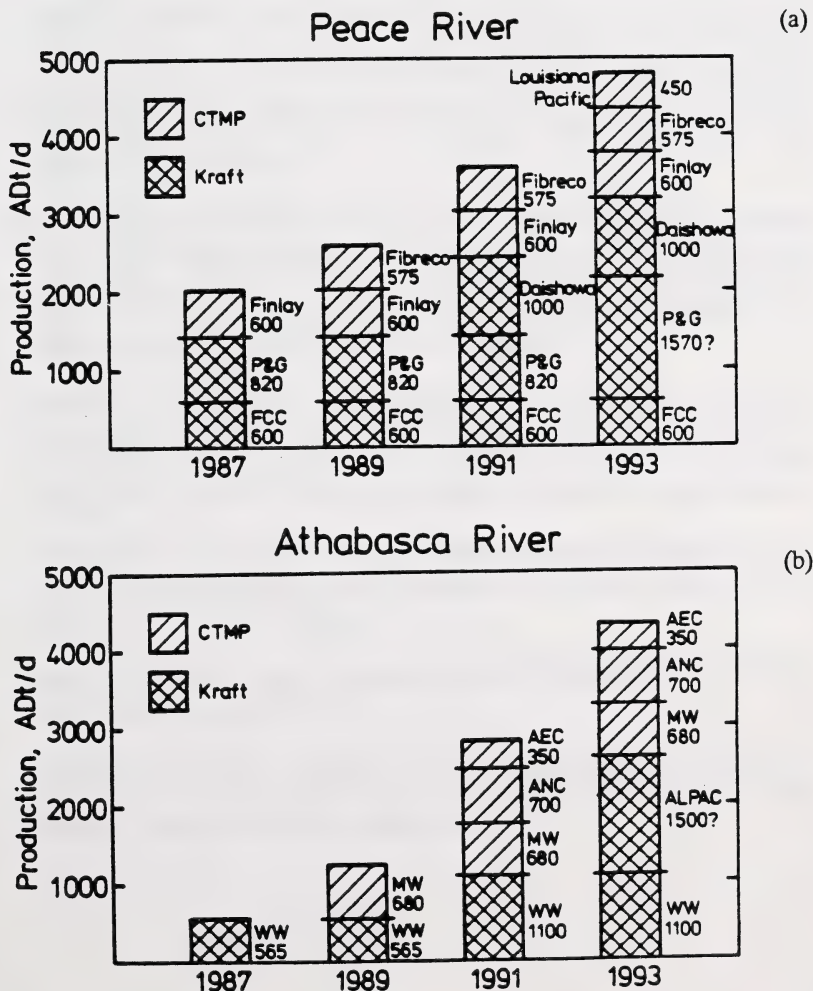 (a)
Peace River
Production, ADt/d
5000
4000
3000
2000
1000
CTMP
Kraft
Finlay
600
P&G
820
FCC
600
Fibreco
575
Finlay
600
P&G
820
FCC
600
Fibreco
575
Finlay
600
Daishowa
1000
P&G
820
FCC
600
Louisiana
Pacific
450
Fibreco
575
Finlay
600
Daishowa
1000
P&G
1570?
FCC
600
1987
1989
1991
1993
(b)
Athabasca River
Production, ADt/d
5000
4000
3000
2000
1000
CTMP
Kraft
WW
565
MW
680
WW
565
AEC
350
ANC
700
MW
680
WW
1100
AEC
350
ANC
700
MW
680
ALPAC
1500?
WW
1100
1987
1989
1991
1993